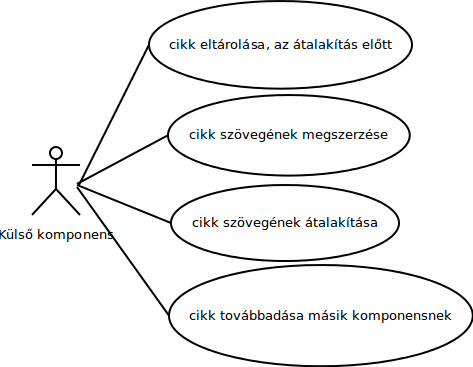 cikk eltárolása, az átalakítás előtt
cikk szövegének megszerzése
cikk szövegének átalakítása
Külső komponens
cikk továbbadása másik komponensnek